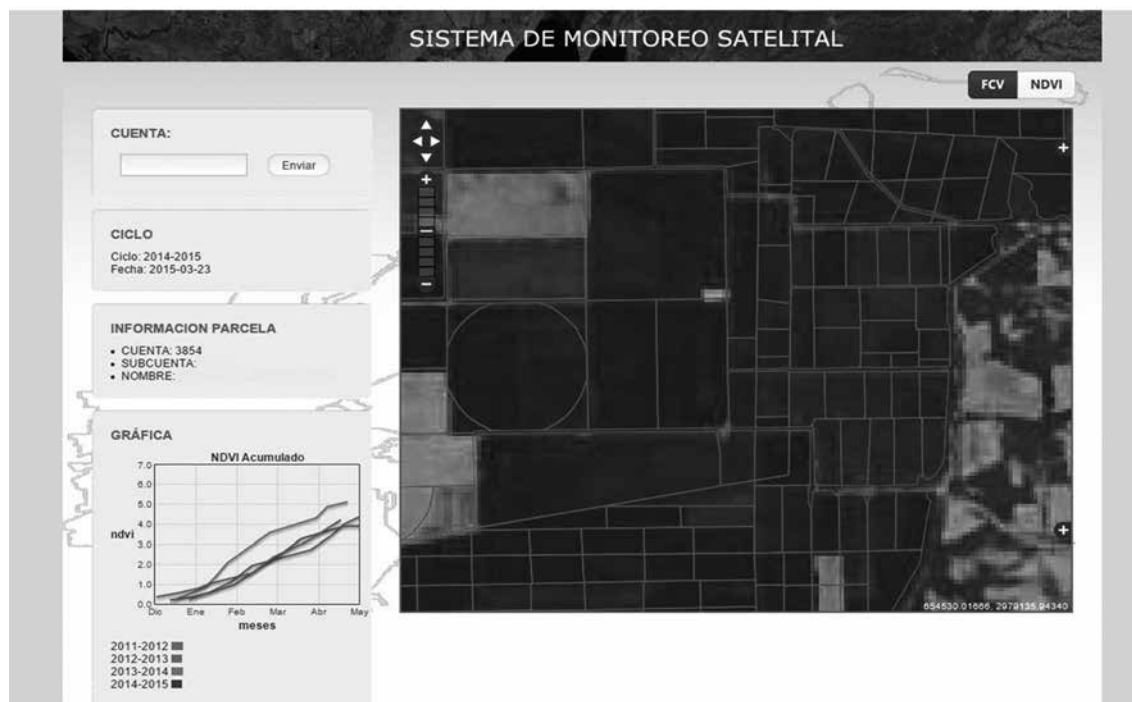 SISTEMA DE MONITOREO SATELITAL
FCV NDVI
CUENTA:
Enviar
CICLO
Ciclo: 2014-2015
Fecha: 2015-03-23
INFORMACION PARCELA
• CUENTA: 3854
• SUBCUENTA:
• NOMBRE:
GRÁFICA
NDVI Acumulado
7.0
6.0
5.0
4.0
ndvi
3.0
2.0
1.0
0.0
Dic Ene Feb Mar Abr May
meses
2011-2012
2012-2013
2013-2014
2014-2015
654530.01666, 2979135.94340